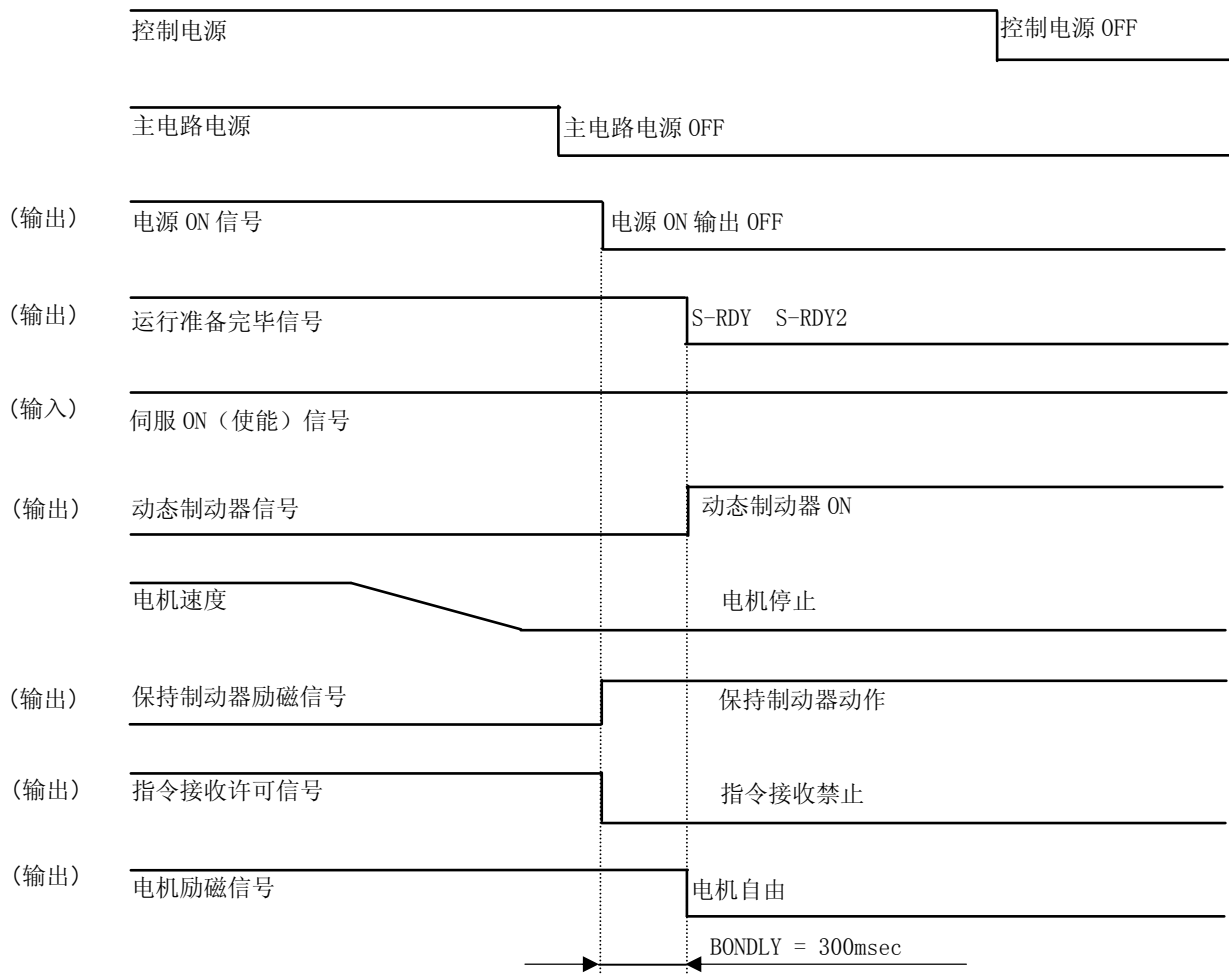 控制电源 控制电源 OFF
主电路电源 主电路电源 OFF
(输出) 电源 ON 信号 电源 ON 输出 OFF
(输出) 运行准备完毕信号 S-RDY S-RDY2
(输入) 伺服 ON（使能）信号
(输出) 动态制动器信号 动态制动器 ON
电机速度 电机停止
(输出) 保持制动器励磁信号 保持制动器动作
(输出) 指令接收许可信号 指令接收禁止
(输出) 电机励磁信号 电机自由
BONDLY = 300msec